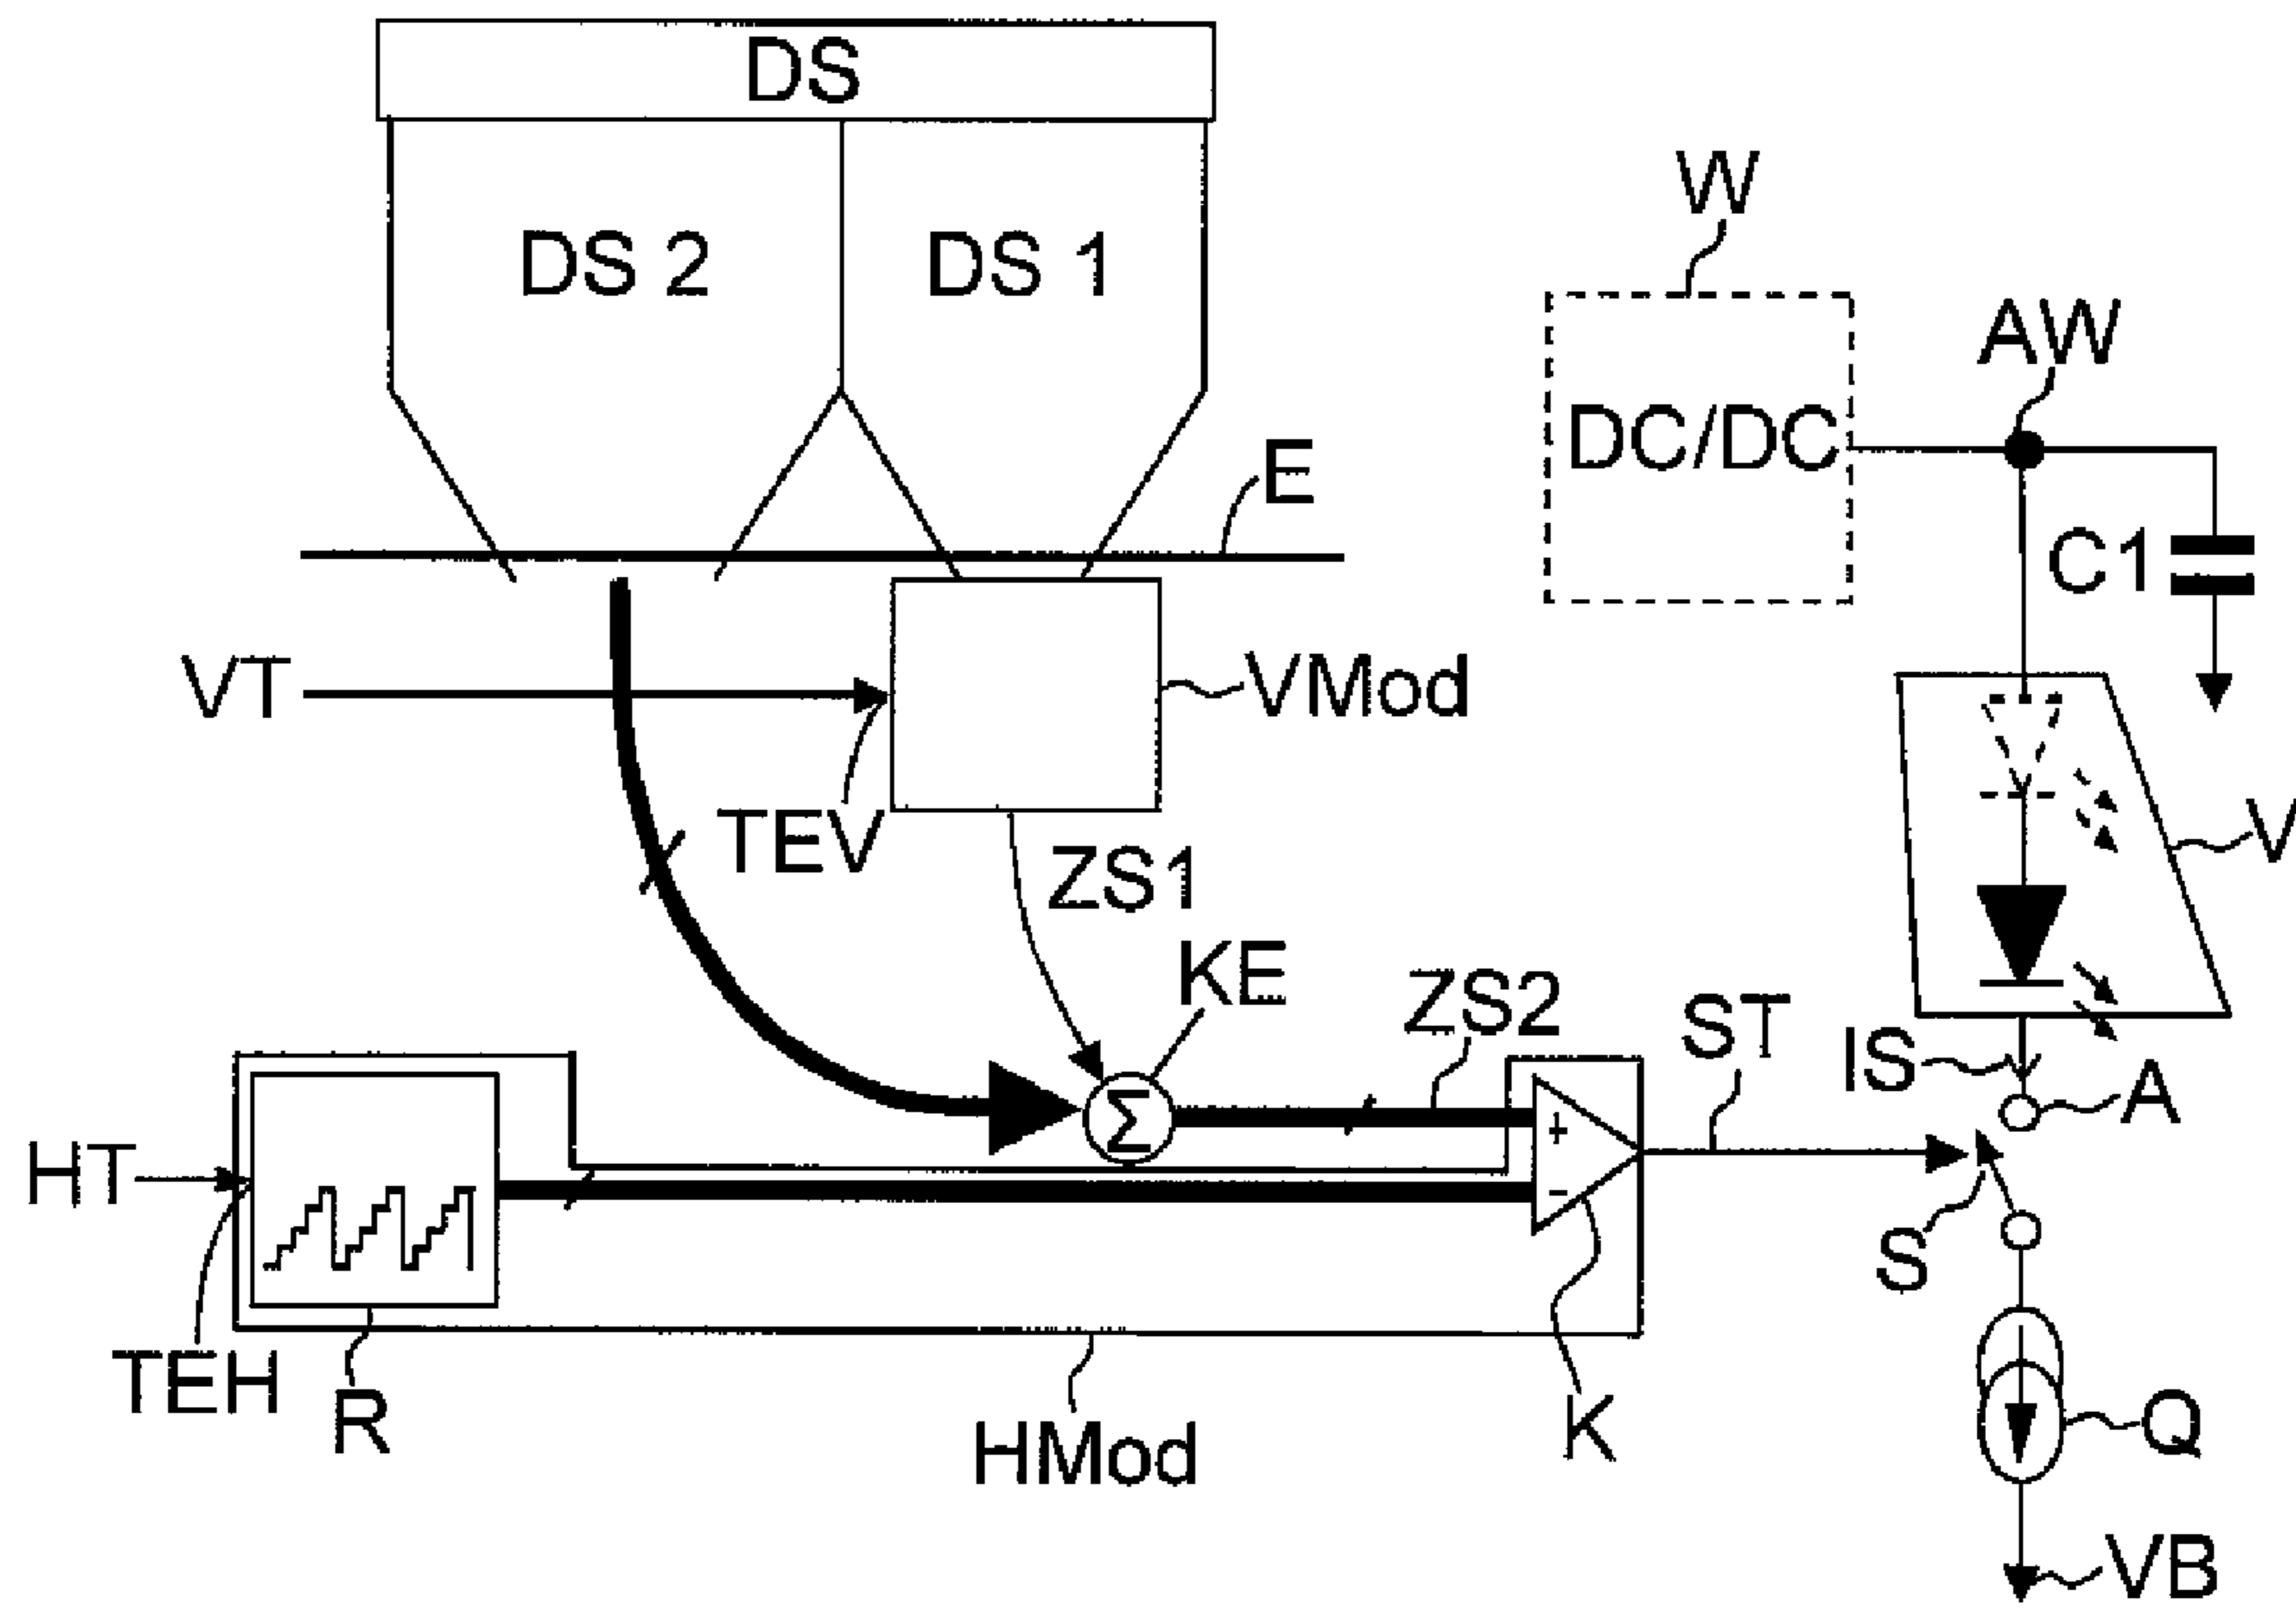 DS
DS 2
DS 1
W
AW
DC/DC
E
C1
VT
VMod
TEV
ZS1
V
KE
ZS2
ST
IS
A
Σ
HT
+
-
S
TEH
R
HMod
K
Q
VB